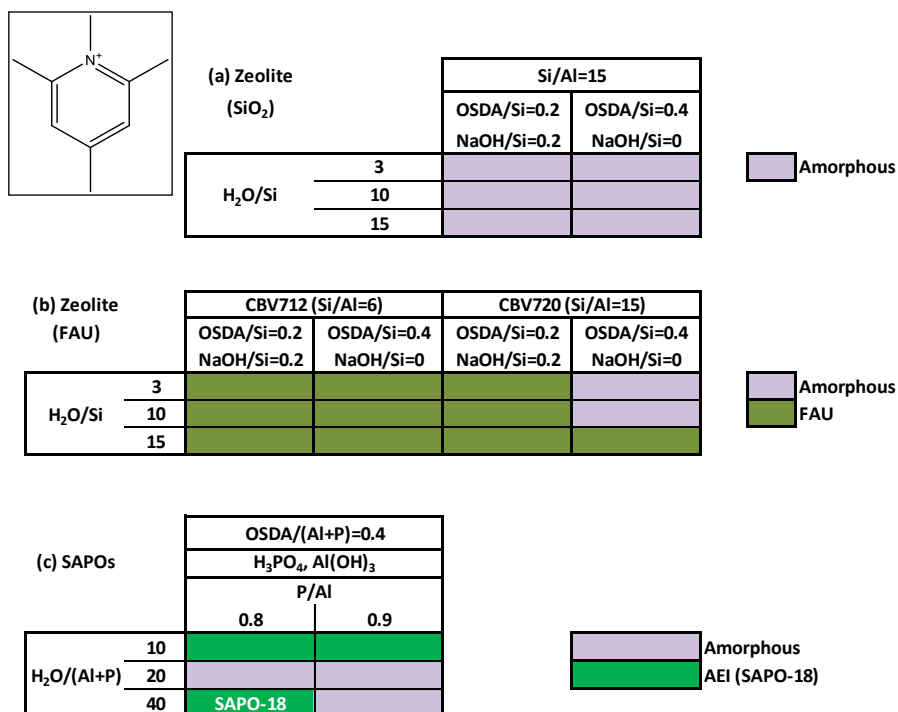 N+
(a) Zeolite
(SiO₂)
Si/Al=15
OSDA/Si=0.2 OSDA/Si=0.4
NaOH/Si=0.2 NaOH/Si=0
H₂O/Si
3
10
15
Amorphous
(b) Zeolite
(FAU)
CBV712 (Si/Al=6) CBV720 (Si/Al=15)
OSDA/Si=0.2 OSDA/Si=0.4 OSDA/Si=0.2 OSDA/Si=0.4
NaOH/Si=0.2 NaOH/Si=0 NaOH/Si=0.2 NaOH/Si=0
H₂O/Si
3
10
15
Amorphous
FAU
(c) SAPOs
OSDA/(Al+P)=0.4
H₃PO₄, Al(OH)₃
P/Al
0.8 0.9
H₂O/(Al+P)
10
20
40 SAPO-18
Amorphous
AEI (SAPO-18)